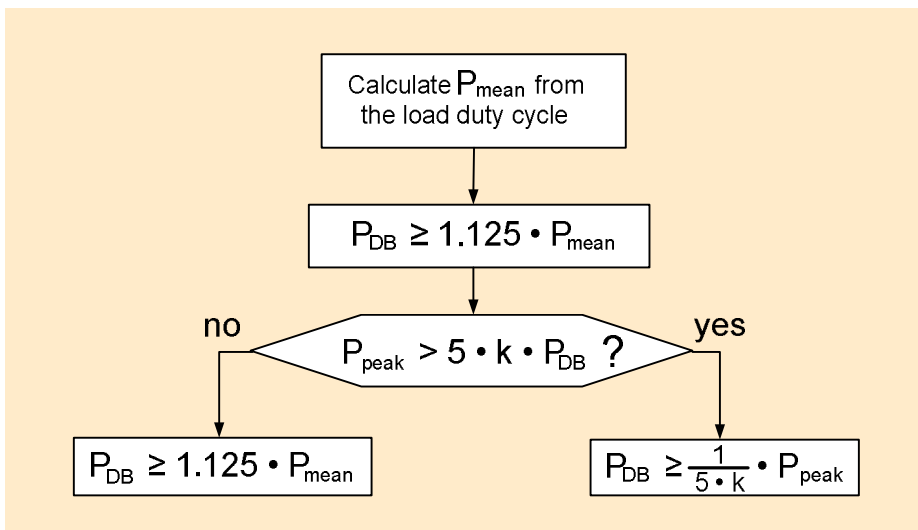 Calculate Pmean from
the load duty cycle
PDB ≥ 1.125 • Pmean
no
yes
Ppeak > 5 • k • PDB ?
PDB ≥ 1.125 • Pmean
PDB ≥ 1/(5 • k) • Ppeak